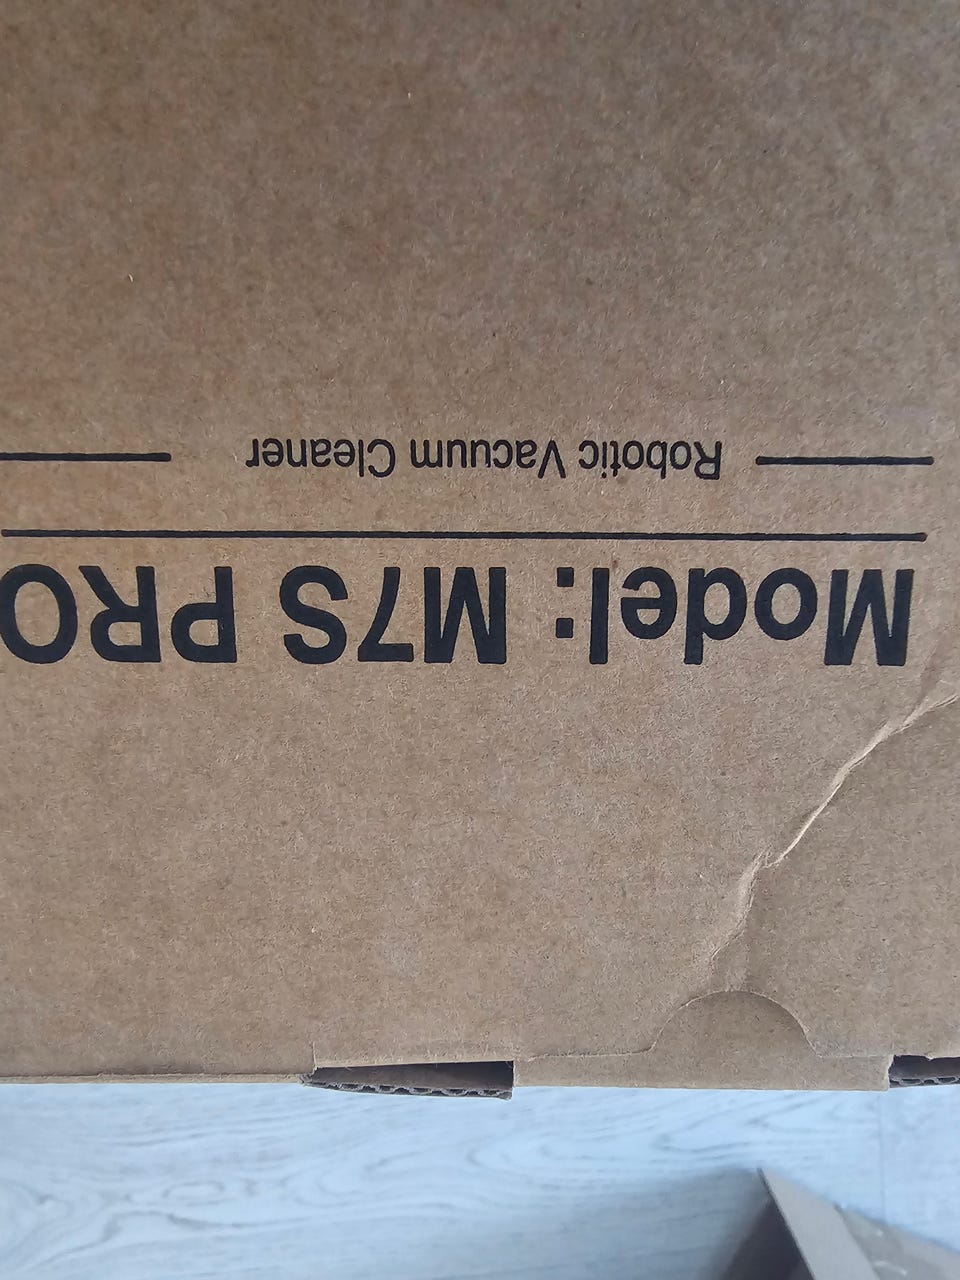 Model: M7S PRO
Robotic Vacuum Cleaner